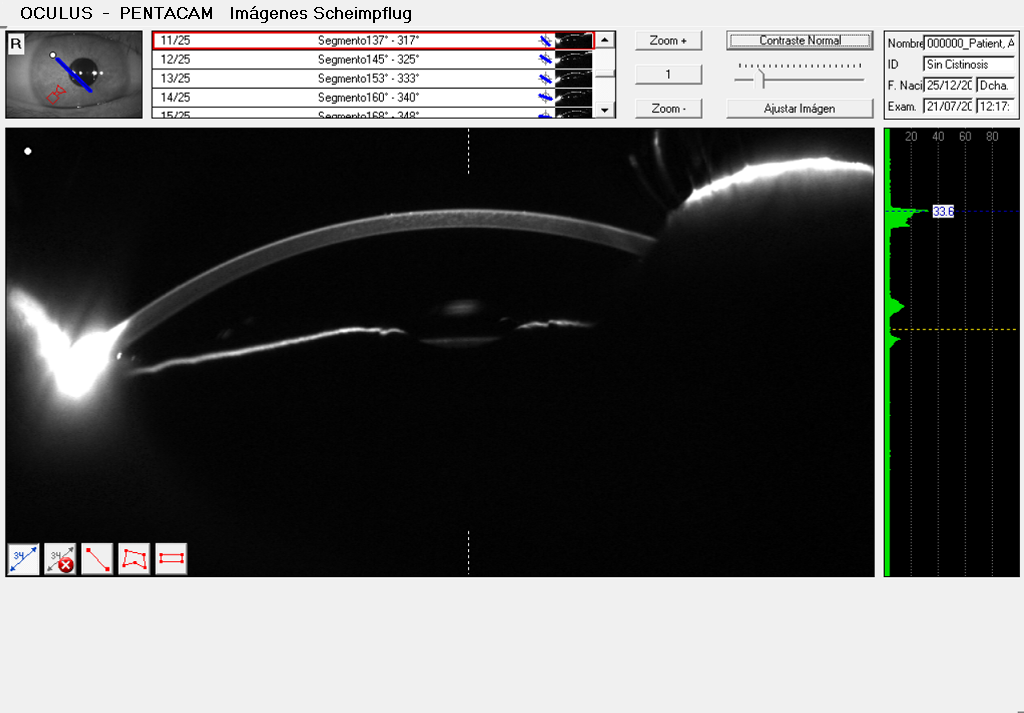 OCULUS - PENTACAM Imágenes Scheimpflug
R
11/25 Segmento137° - 317°
12/25 Segmento145° - 325°
13/25 Segmento153° - 333°
14/25 Segmento160° - 340°
15/25 Segmento168° - 348°
Zoom +
1
Zoom -
Contraste Normal
Ajustar Imágen
Nombre 000000_Patient, A
ID Sin Cistinosis
F. Naci 25/12/20 Dcha.
Exam. 21/07/20 12:17:
20 40 60 80
33.6
34 34